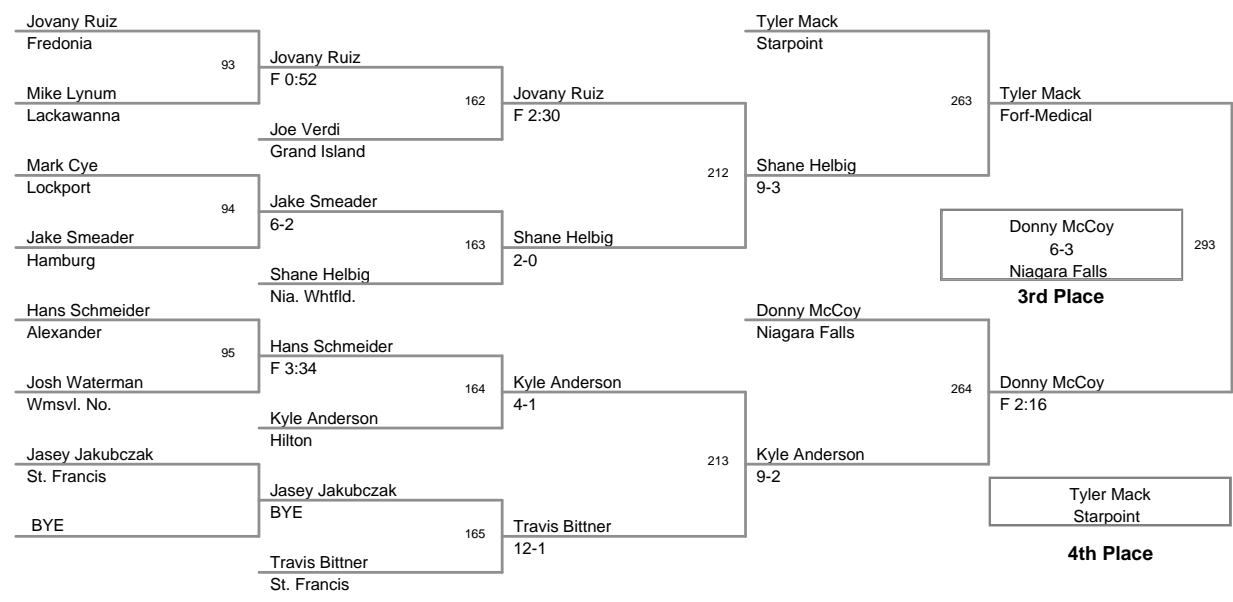 Jovany Ruiz
Fredonia
93
Mike Lynum
Lackawanna
Mark Cye
Lockport
94
Jake Smeader
Hamburg
Hans Schmeider
Alexander
95
Josh Waterman
Wmsvl. No.
Jasey Jakubczak
St. Francis
BYE
Jovany Ruiz
F 0:52
162
Joe Verdi
Grand Island
Jake Smeader
6-2
163
Shane Helbig
Nia. Whtfld.
Hans Schmeider
F 3:34
164
Kyle Anderson
Hilton
Jasey Jakubczak
BYE
165
Travis Bittner
St. Francis
Jovany Ruiz
F 2:30
212
Shane Helbig
2-0
Kyle Anderson
4-1
213
Travis Bittner
12-1
Tyler Mack
Starpoint
263
Shane Helbig
9-3
Donny McCoy
Niagara Falls
264
Kyle Anderson
9-2
Tyler Mack
Forf-Medical
293
Donny McCoy
F 2:16
Donny McCoy
6-3
Niagara Falls
3rd Place
Tyler Mack
Starpoint
4th Place